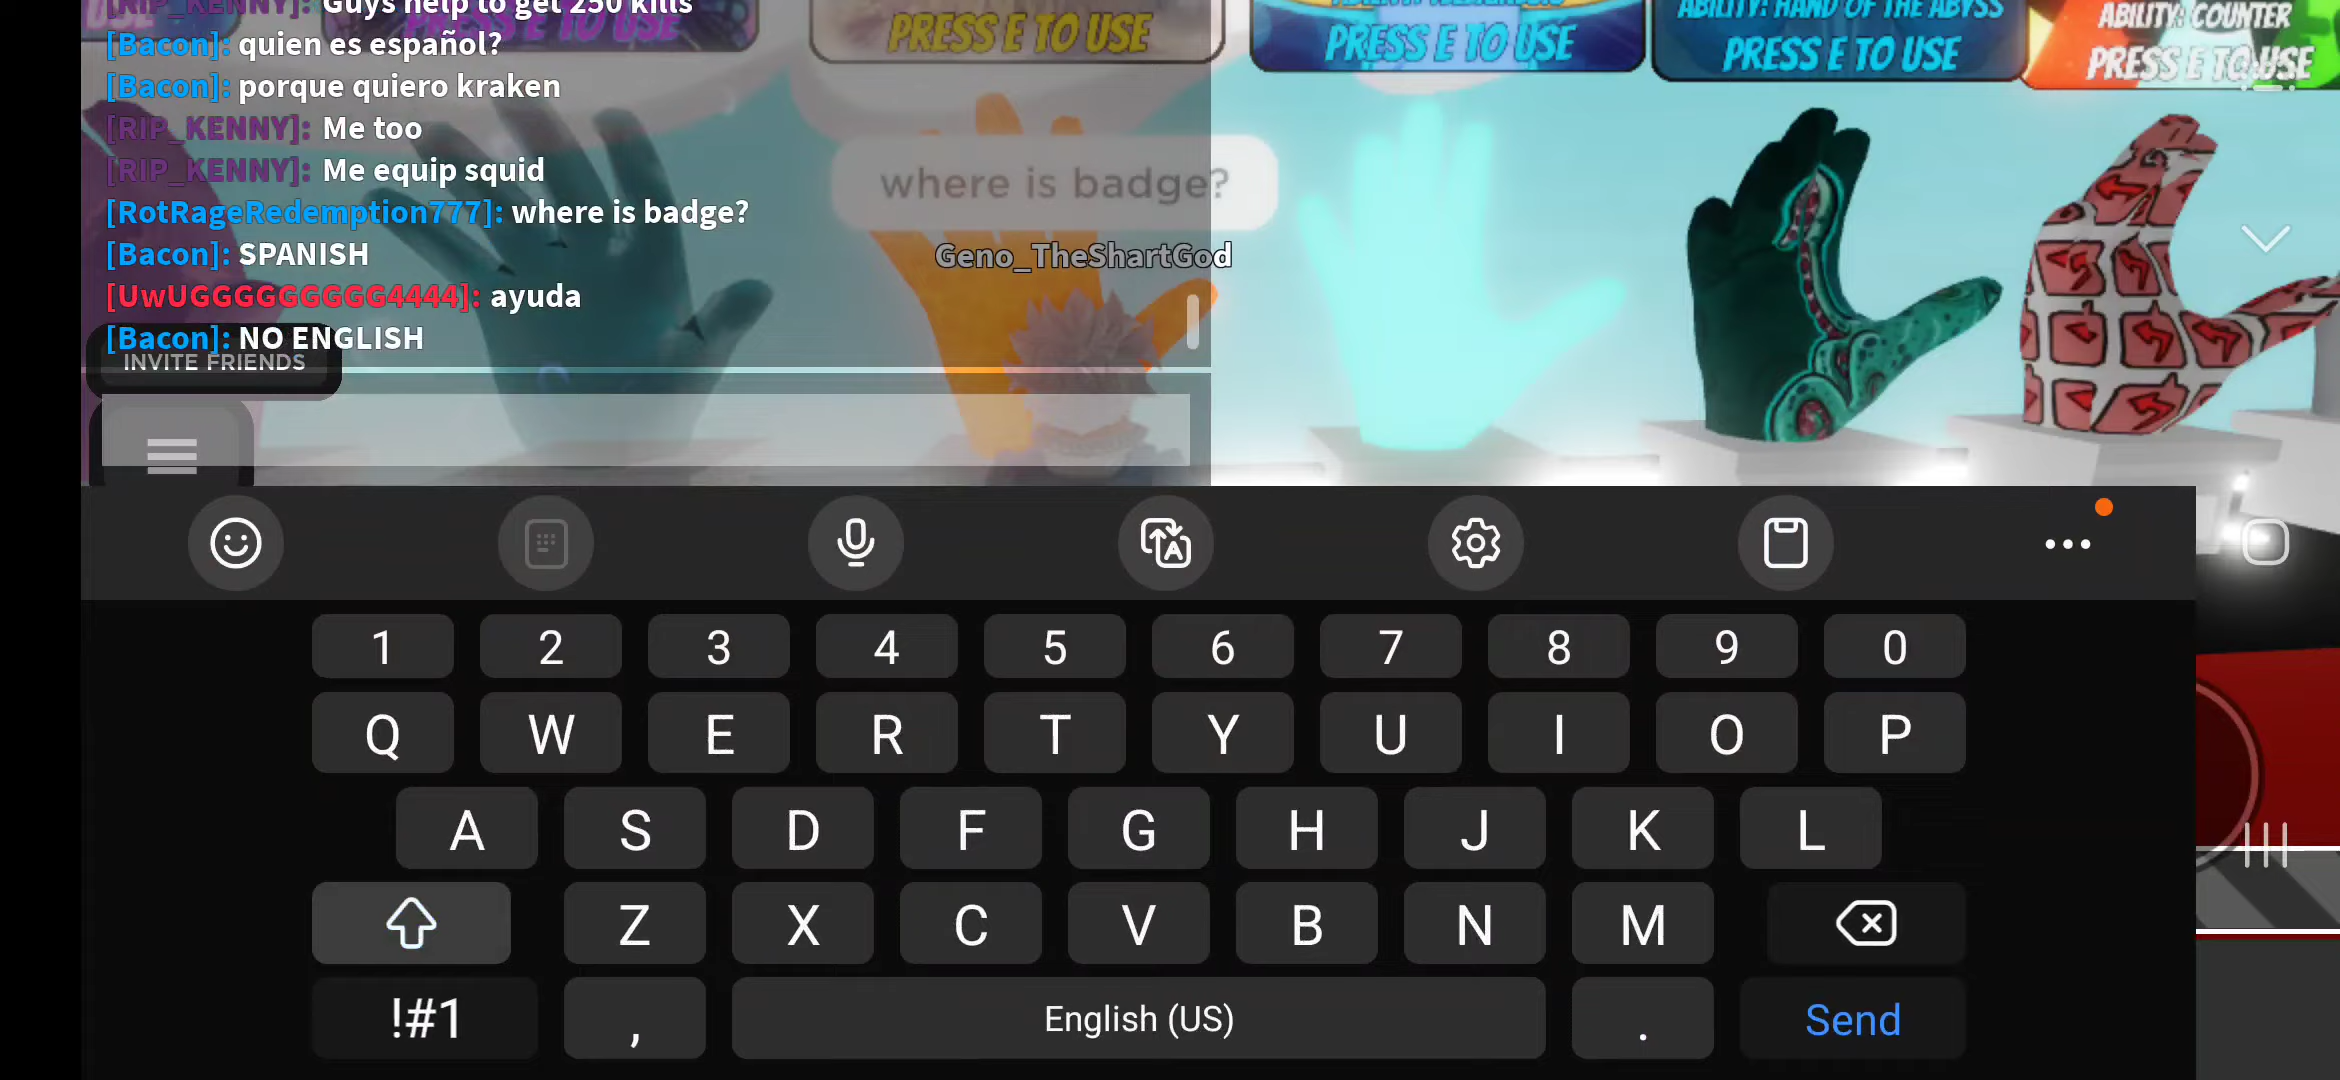 [RIP_KENNY]: Guys help to get 250 kills
[Bacon]: quien es español?
[Bacon]: porque quiero kraken
[RIP_KENNY]: Me too
[RIP_KENNY]: Me equip squid
[RotRageRedemption777]: where is badge?
[Bacon]: SPANISH
[UwUGGGGGGGGG4444]: ayuda
[Bacon]: NO ENGLISH
INVITE FRIENDS
PRESS E TO USE
PRESS E TO USE
PRESS E TO USE
ABILITY: HAND OF THE ABYSS
PRESS E TO USE
ABILITY: COUNTER
PRESS E TO USE
where is badge?
Geno_TheShartGod
1 2 3 4 5 6 7 8 9 0
Q W E R T Y U I O P
A S D F G H J K L
Z X C V B N M
!#1 , English (US) . Send